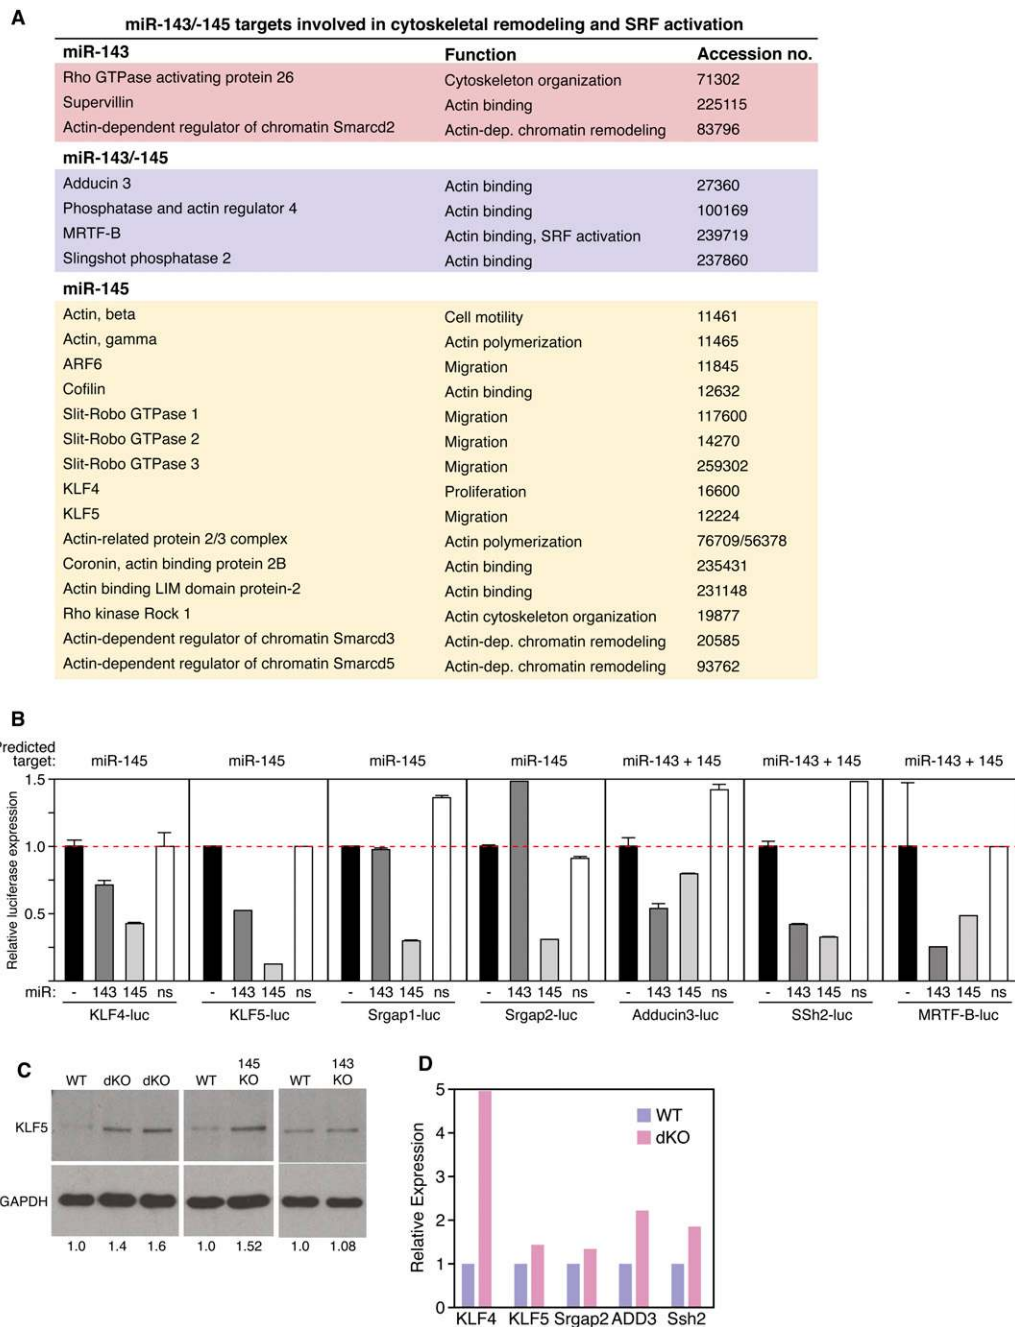 A
miR-143/-145 targets involved in cytoskeletal remodeling and SRF activation
miR-143 Function Accession no.
Rho GTPase activating protein 26 Cytoskeleton organization 71302
Supervillin Actin binding 225115
Actin-dependent regulator of chromatin Smarcd2 Actin-dep. chromatin remodeling 83796
miR-143/-145
Adducin 3 Actin binding 27360
Phosphatase and actin regulator 4 Actin binding 100169
MRTF-B Actin binding, SRF activation 239719
Slingshot phosphatase 2 Actin binding 237860
miR-145
Actin, beta Cell motility 11461
Actin, gamma Actin polymerization 11465
ARF6 Migration 11845
Cofilin Actin binding 12632
Slit-Robo GTPase 1 Migration 117600
Slit-Robo GTPase 2 Migration 14270
Slit-Robo GTPase 3 Migration 259302
KLF4 Proliferation 16600
KLF5 Migration 12224
Actin-related protein 2/3 complex Actin polymerization 76709/56378
Coronin, actin binding protein 2B Actin binding 235431
Actin binding LIM domain protein-2 Actin binding 231148
Rho kinase Rock 1 Actin cytoskeleton organization 19877
Actin-dependent regulator of chromatin Smarcd3 Actin-dep. chromatin remodeling 20585
Actin-dependent regulator of chromatin Smarcd5 Actin-dep. chromatin remodeling 93762
B
redicted
target: miR-145 miR-145 miR-145 miR-145 miR-143 + 145 miR-143 + 145 miR-143 + 145
Relative luciferase expression
1.5
1.0
0.5
miR: - 143 145 ns - 143 145 ns - 143 145 ns - 143 145 ns - 143 145 ns - 143 145 ns - 143 145 ns
KLF4-luc KLF5-luc Srgap1-luc Srgap2-luc Adducin3-luc SSh2-luc MRTF-B-luc
C
WT dKO dKO WT 145 KO WT 143 KO
KLF5
GAPDH
1.0 1.4 1.6 1.0 1.52 1.0 1.08
D
Relative Expression
5
4
3
2
1
0
WT
dKO
KLF4 KLF5 Srgap2 ADD3 Ssh2